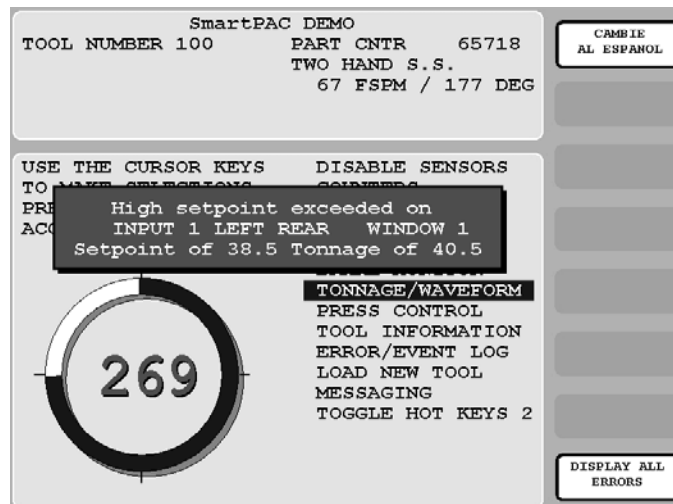 SmartPAC DEMO
TOOL NUMBER 100
PART CNTR 65718
TWO HAND S.S.
67 FSPM / 177 DEG
CAMBIE
AL ESPANOL
USE THE CURSOR KEYS
TO
DISABLE SENSORS
High setpoint exceeded on
INPUT 1 LEFT REAR WINDOW 1
Setpoint of 38.5 Tonnage of 40.5
TONNAGE/WAVEFORM
PRESS CONTROL
TOOL INFORMATION
ERROR/EVENT LOG
LOAD NEW TOOL
MESSAGING
TOGGLE HOT KEYS 2
269
DISPLAY ALL
ERRORS